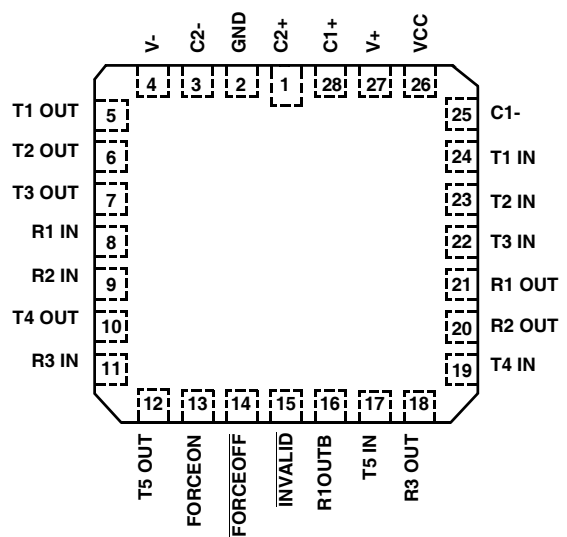 V-
C2-
GND
C2+
C1+
V+
VCC
4
3
2
1
28
27
26
T1 OUT 5
T2 OUT 6
T3 OUT 7
R1 IN 8
R2 IN 9
T4 OUT 10
R3 IN 11
25 C1-
24 T1 IN
23 T2 IN
22 T3 IN
21 R1 OUT
20 R2 OUT
19 T4 IN
12
13
14
15
16
17
18
T5 OUT
FORCEON
FORCEOFF
INVALID
R1OUTB
T5 IN
R3 OUT